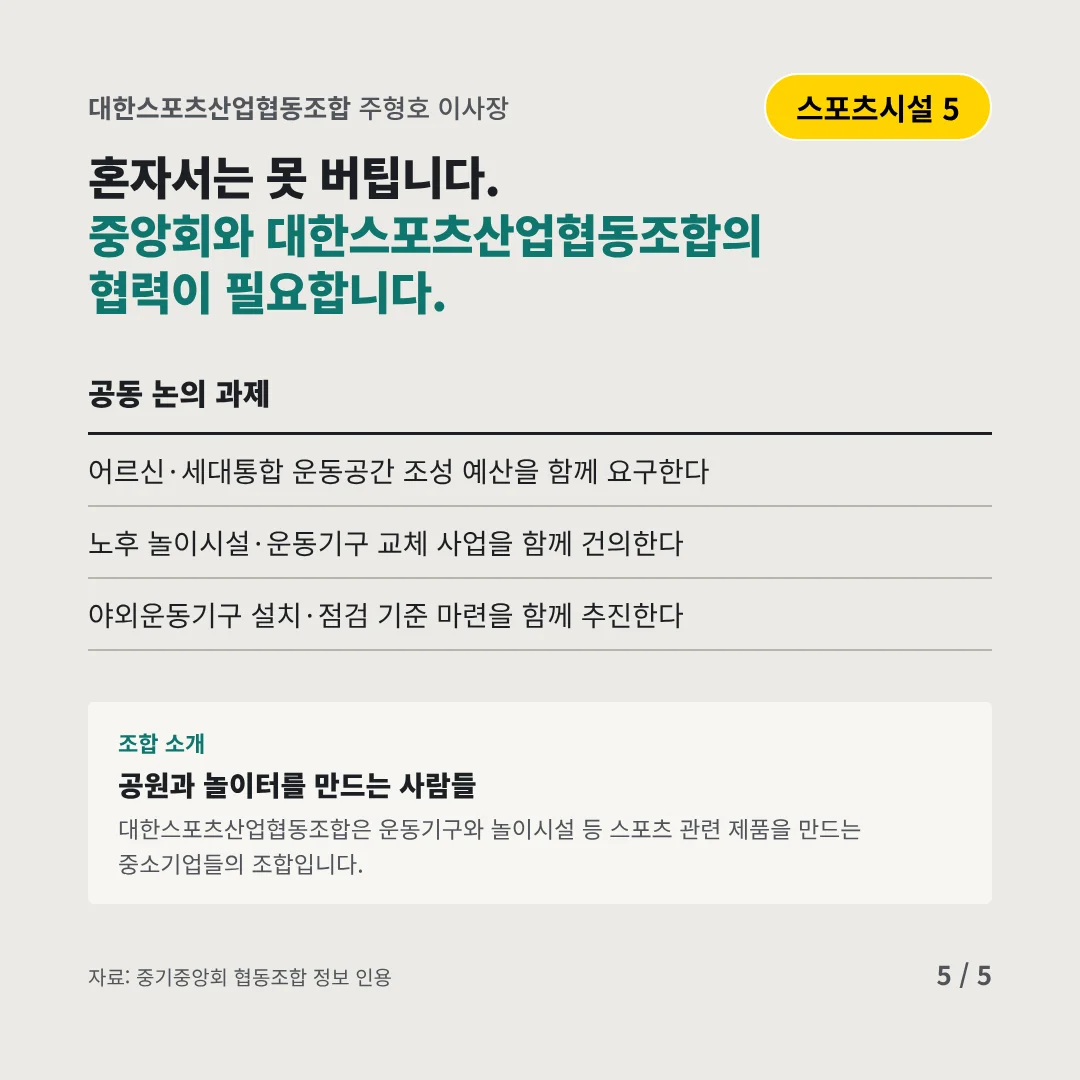 대한스포츠산업협동조합 주형호 이사장
스포츠시설 5
혼자서는 못 버팁니다.
중앙회와 대한스포츠산업협동조합의
협력이 필요합니다.
공동 논의 과제
어르신·세대통합 운동공간 조성 예산을 함께 요구한다
노후 놀이시설·운동기구 교체 사업을 함께 건의한다
야외운동기구 설치·점검 기준 마련을 함께 추진한다
조합 소개
공원과 놀이터를 만드는 사람들
대한스포츠산업협동조합은 운동기구와 놀이시설 등 스포츠 관련 제품을 만드는
중소기업들의 조합입니다.
자료: 중기중앙회 협동조합 정보 인용
5 / 5